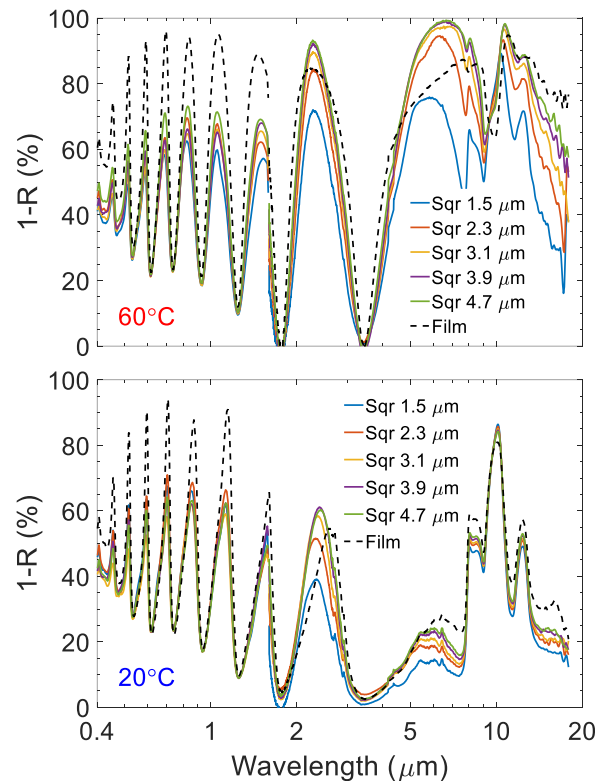 100
80
60
40
20
0
1-R (%)
60°C
Sqr 1.5 μm
Sqr 2.3 μm
Sqr 3.1 μm
Sqr 3.9 μm
Sqr 4.7 μm
Film
100
80
60
40
20
0
1-R (%)
20°C
Sqr 1.5 μm
Sqr 2.3 μm
Sqr 3.1 μm
Sqr 3.9 μm
Sqr 4.7 μm
Film
0.4 1 2 5 10 20
Wavelength (μm)